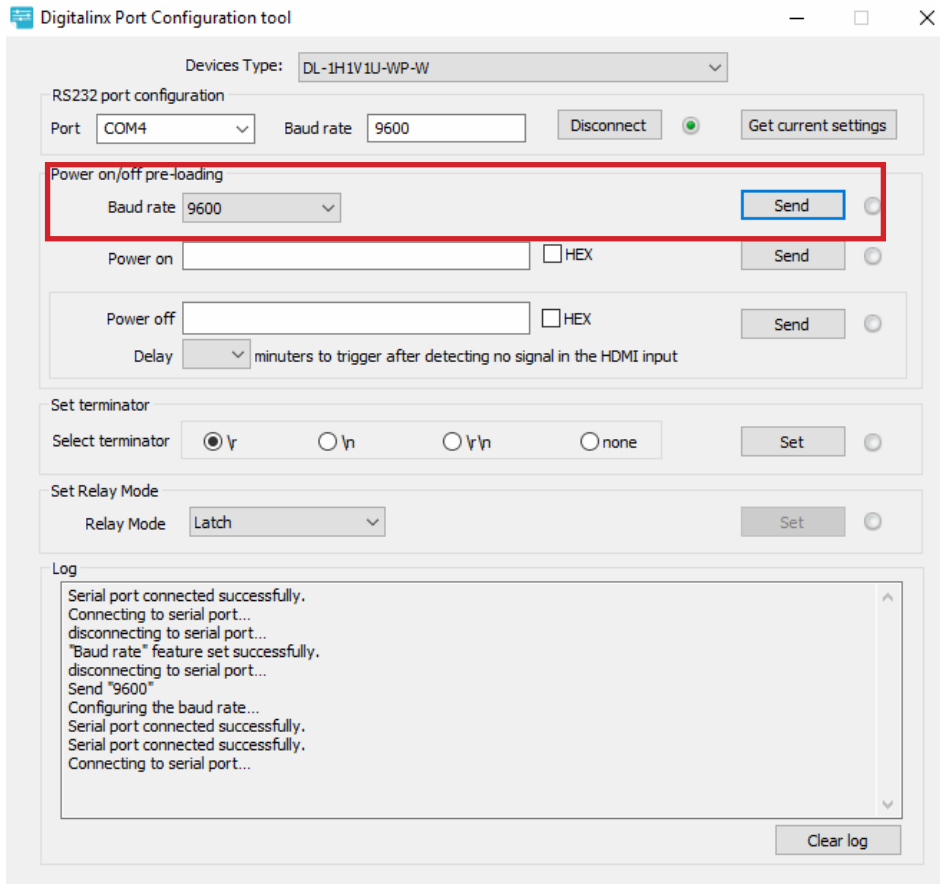 Digitalinx Port Configuration tool
Devices Type: DL-1H1V1U-WP-W
RS232 port configuration
Port COM4 Baud rate 9600 Disconnect Get current settings
Power on/off pre-loading
Baud rate 9600 Send
Power on HEX Send
Power off HEX Send
Delay minuters to trigger after detecting no signal in the HDMI input
Set terminator
Select terminator \r \n \r\n none Set
Set Relay Mode
Relay Mode Latch Set
Log
Serial port connected successfully.
Connecting to serial port...
disconnecting to serial port...
"Baud rate" feature set successfully.
disconnecting to serial port...
Send "9600"
Configuring the baud rate...
Serial port connected successfully.
Serial port connected successfully.
Connecting to serial port...
Clear log